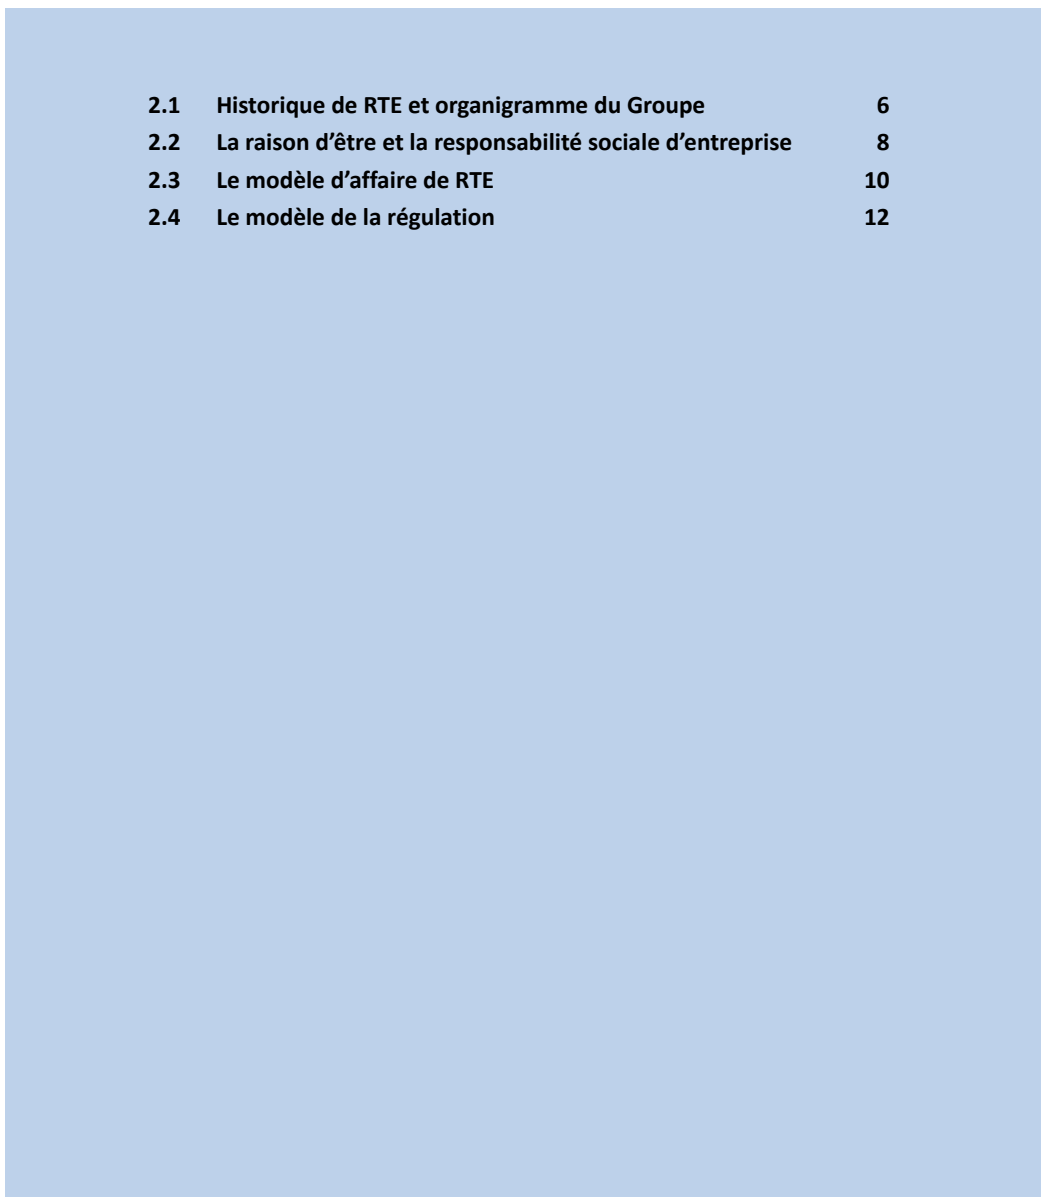 2.1 Historique de RTE et organigramme du Groupe 6
2.2 La raison d’être et la responsabilité sociale d’entreprise 8
2.3 Le modèle d’affaire de RTE 10
2.4 Le modèle de la régulation 12